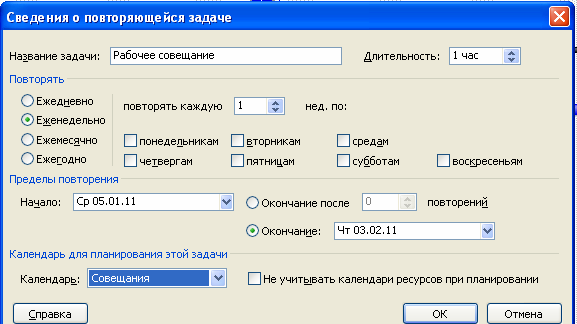 Сведения о повторяющейся задаче
Название задачи: Рабочее совещание Длительность: 1 час
Повторять
Ежедневно повторять каждую 1 нед. по:
Еженедельно
Ежемесячно понедельникам вторникам средам
Ежегодно четвергам пятницам субботам воскресеньям
Пределы повторения
Начало: Ср 05.01.11 Окончание после 0 повторений
Окончание: Чт 03.02.11
Календарь для планирования этой задачи
Календарь: Совещания Не учитывать календари ресурсов при планировании
Справка ОК Отмена